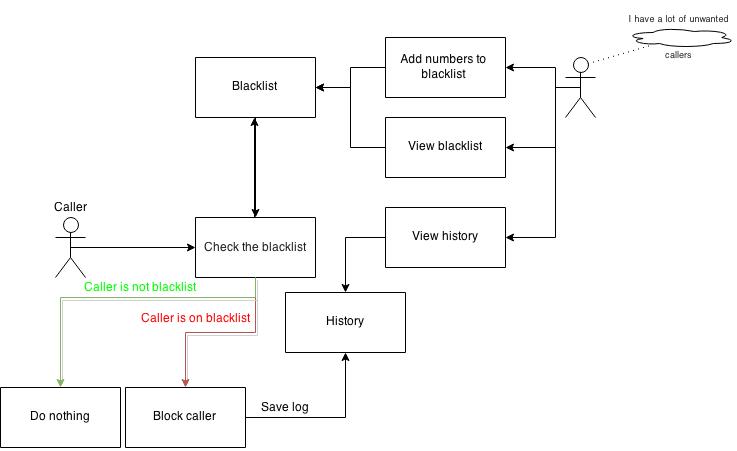 I have a lot of unwanted
callers
Add numbers to
blacklist
Blacklist
View blacklist
Caller
Check the blacklist
View history
Caller is not blacklist
Caller is on blacklist
History
Do nothing
Block caller
Save log